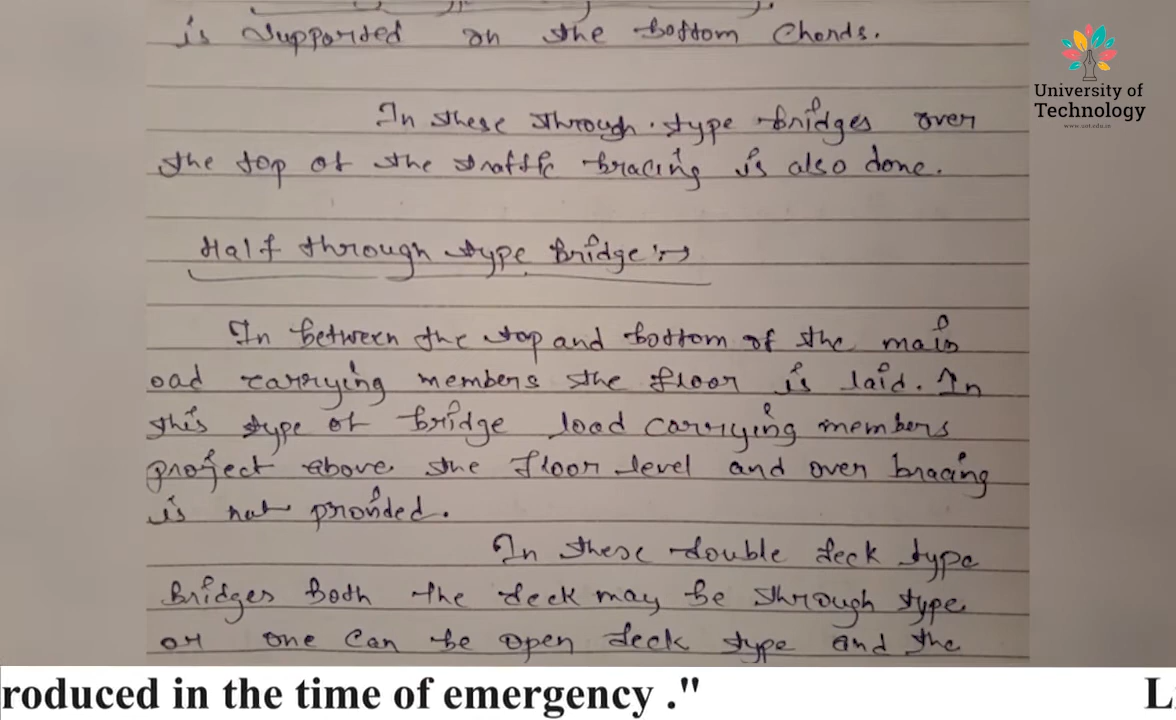 is supported on the bottom chords.
In these through type bridges over
the top of the traffic bracing is also done.
Half through type bridge :→
In between the top and bottom of the main
oad carrying members the floor is laid. In
this type of bridge load carrying members
project above the floor level and over bracing
is not provided.
In these double deck type
Bridges both the deck may be through type
or one can be open deck type and the
University of
Technology
www.uot.edu.in
roduced in the time of emergency ."
L